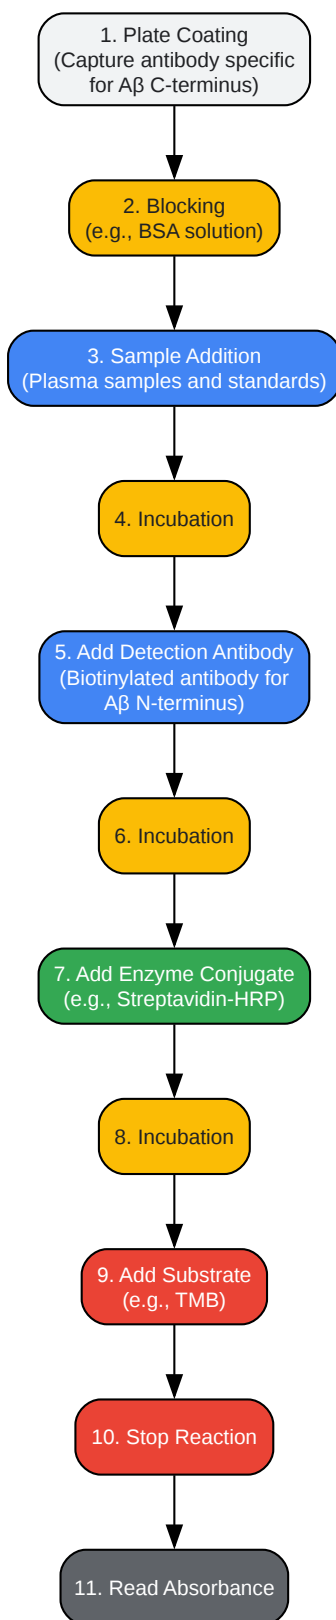 1. Plate Coating
(Capture antibody specific
for Aβ C-terminus)
2. Blocking
(e.g., BSA solution)
3. Sample Addition
(Plasma samples and standards)
4. Incubation
5. Add Detection Antibody
(Biotinylated antibody for
Aβ N-terminus)
6. Incubation
7. Add Enzyme Conjugate
(e.g., Streptavidin-HRP)
8. Incubation
9. Add Substrate
(e.g., TMB)
10. Stop Reaction
11. Read Absorbance